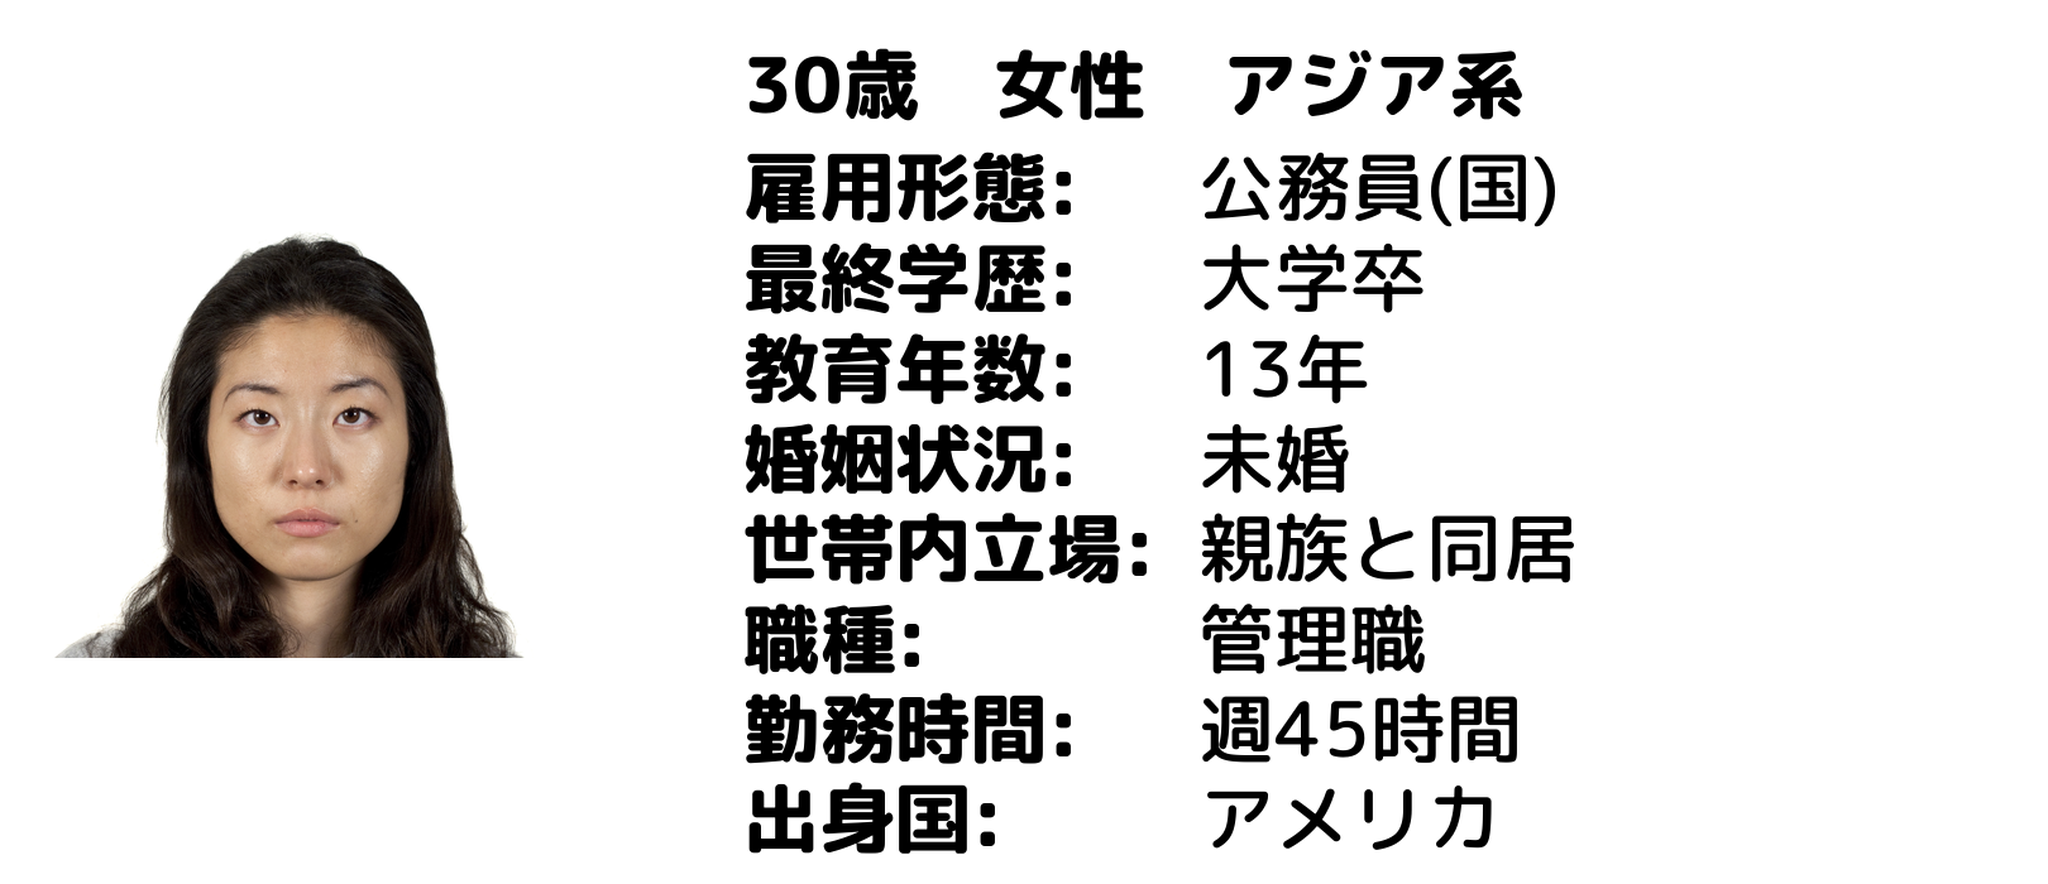 30歳　女性　アジア系
雇用形態: 公務員(国)
最終学歴: 大学卒
教育年数: 13年
婚姻状況: 未婚
世帯内立場: 親族と同居
職種: 管理職
勤務時間: 週45時間
出身国: アメリカ